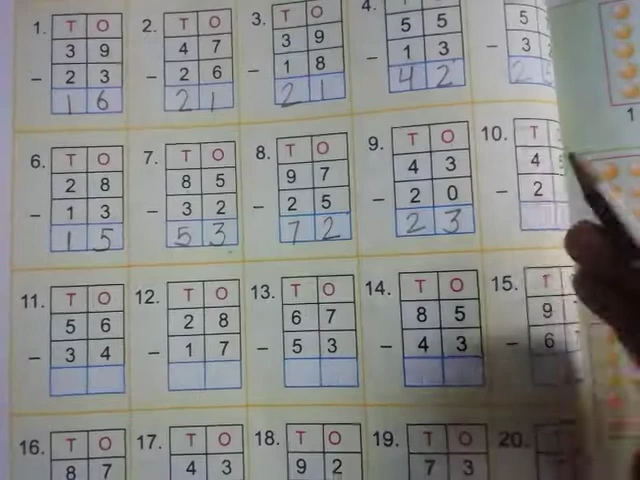 1. 2. 3. 4.
T O T O T O
3 9 4 7 3 9 5 5 5
- 2 3 - 2 6 - 1 8 - 1 3 - 3
1 6 2 1 2 1 4 2 2
6. 7. 8. 9. 10.
T O T O T O T O T
2 8 8 5 9 7 4 3 4
- 1 3 - 3 2 - 2 5 - 2 0 - 2
1 5 5 3 7 2 2 3
11. 12. 13. 14. 15.
T O T O T O T O T
5 6 2 8 6 7 8 5 9
- 3 4 - 1 7 - 5 3 - 4 3 - 6
16. 17. 18. 19. 20.
T O T O T O T O
8 7 4 3 9 2 7 3
1